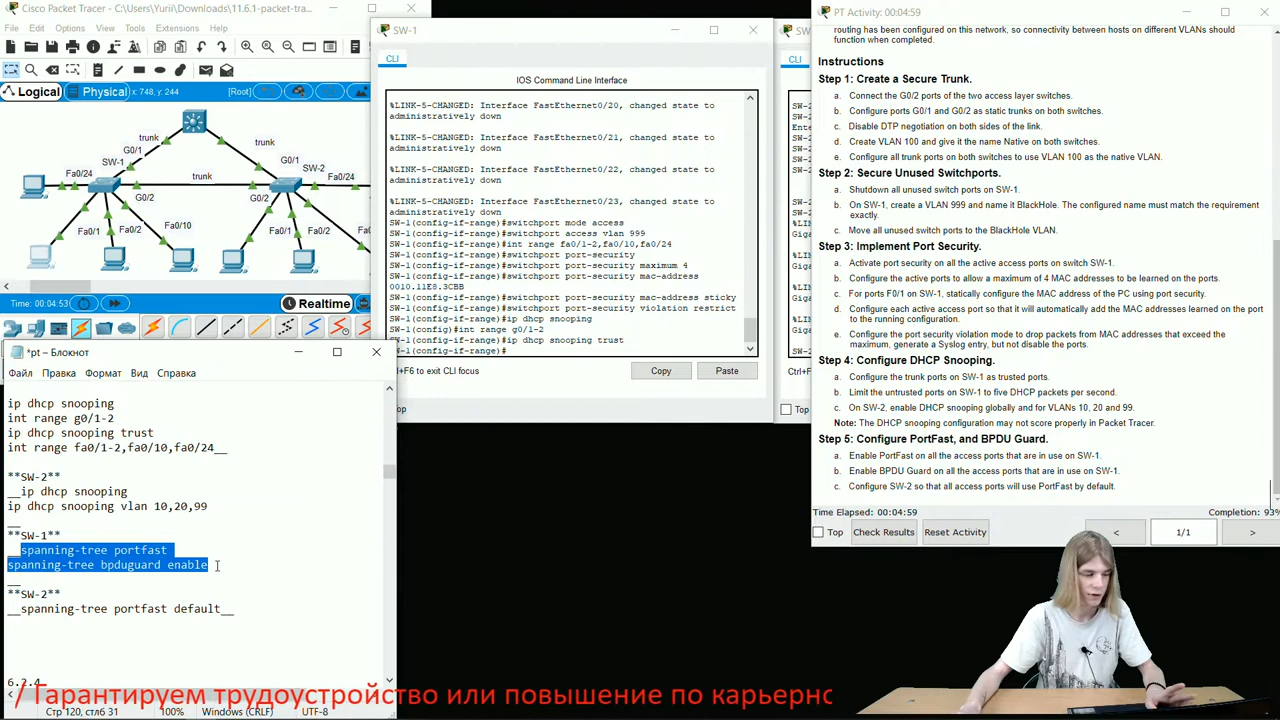 Cisco Packet Tracer - C:\Users\Yurii\Downloads\11.6.1-packet-tra...
File Edit Options View Tools Extensions
Logical Physical x: 748, y: 244 [Root]
trunk
trunk
G0/1
G0/1
SW-1
SW-2
Fa0/24
trunk
Fa0/24
G0/2
G0/2
Fa0/1
Fa0/2
Fa0/10
Fa0/1
Fa0/2
Time: 00:04:53 Realtime
SW-1
CLI
IOS Command Line Interface
%LINK-5-CHANGED: Interface FastEthernet0/20, changed state to
administratively down
%LINK-5-CHANGED: Interface FastEthernet0/21, changed state to
administratively down
%LINK-5-CHANGED: Interface FastEthernet0/22, changed state to
administratively down
%LINK-5-CHANGED: Interface FastEthernet0/23, changed state to
administratively down
SW-1(config-if-range)#switchport mode access
SW-1(config-if-range)#switchport access vlan 999
SW-1(config-if-range)#int range fa0/1-2,fa0/10,fa0/24
SW-1(config-if-range)#switchport port-security
SW-1(config-if-range)#switchport port-security maximum 4
SW-1(config-if-range)#switchport port-security mac-address
0010.11E8.3CBB
SW-1(config-if-range)#switchport port-security mac-address sticky
SW-1(config-if-range)#switchport port-security violation restrict
SW-1(config-if-range)#ip dhcp snooping
SW-1(config)#int range g0/1-2
SW-1(config-if-range)#ip dhcp snooping trust
SW-1(config-if-range)#
l+F6 to exit CLI focus
Copy Paste
op
SW
CLI
SW-2
Ente
SW-2
SW-2
SW-2
SW-2
SW-2
%LIN
Giga
%LIN
Giga
%LIN
Giga
SW-2
Ctrl+F
Top
PT Activity: 00:04:59
routing has been configured on this network, so connectivity between hosts on different VLANs should
function when completed.
Instructions
Step 1: Create a Secure Trunk.
a. Connect the G0/2 ports of the two access layer switches.
b. Configure ports G0/1 and G0/2 as static trunks on both switches.
c. Disable DTP negotiation on both sides of the link.
d. Create VLAN 100 and give it the name Native on both switches.
e. Configure all trunk ports on both switches to use VLAN 100 as the native VLAN.
Step 2: Secure Unused Switchports.
a. Shutdown all unused switch ports on SW-1.
b. On SW-1, create a VLAN 999 and name it BlackHole. The configured name must match the requirement
exactly.
c. Move all unused switch ports to the BlackHole VLAN.
Step 3: Implement Port Security.
a. Activate port security on all the active access ports on switch SW-1.
b. Configure the active ports to allow a maximum of 4 MAC addresses to be learned on the ports.
c. For ports F0/1 on SW-1, statically configure the MAC address of the PC using port security.
d. Configure each active access port so that it will automatically add the MAC addresses learned on the port
to the running configuration.
e. Configure the port security violation mode to drop packets from MAC addresses that exceed the
maximum, generate a Syslog entry, but not disable the ports.
Step 4: Configure DHCP Snooping.
a. Configure the trunk ports on SW-1 as trusted ports.
b. Limit the untrusted ports on SW-1 to five DHCP packets per second.
c. On SW-2, enable DHCP snooping globally and for VLANs 10, 20 and 99.
Note: The DHCP snooping configuration may not score properly in Packet Tracer.
Step 5: Configure PortFast, and BPDU Guard.
a. Enable PortFast on all the access ports that are in use on SW-1.
b. Enable BPDU Guard on all the access ports that are in use on SW-1.
c. Configure SW-2 so that all access ports will use PortFast by default.
Time Elapsed: 00:04:59 Completion: 93%
Top Check Results Reset Activity < 1/1 >
*pt – Блокнот
Файл Правка Формат Вид Справка
ip dhcp snooping
int range g0/1-2
ip dhcp snooping trust
int range fa0/1-2,fa0/10,fa0/24__
**SW-2**
__ip dhcp snooping
ip dhcp snooping vlan 10,20,99
__
**SW-1**
__spanning-tree portfast
spanning-tree bpduguard enable
__
**SW-2**
__spanning-tree portfast default__
6.2.4
Стр 120, стлб 31 100% Windows (CRLF) UTF-8
/ Гарантируем трудоустройство или повышение по карьерно